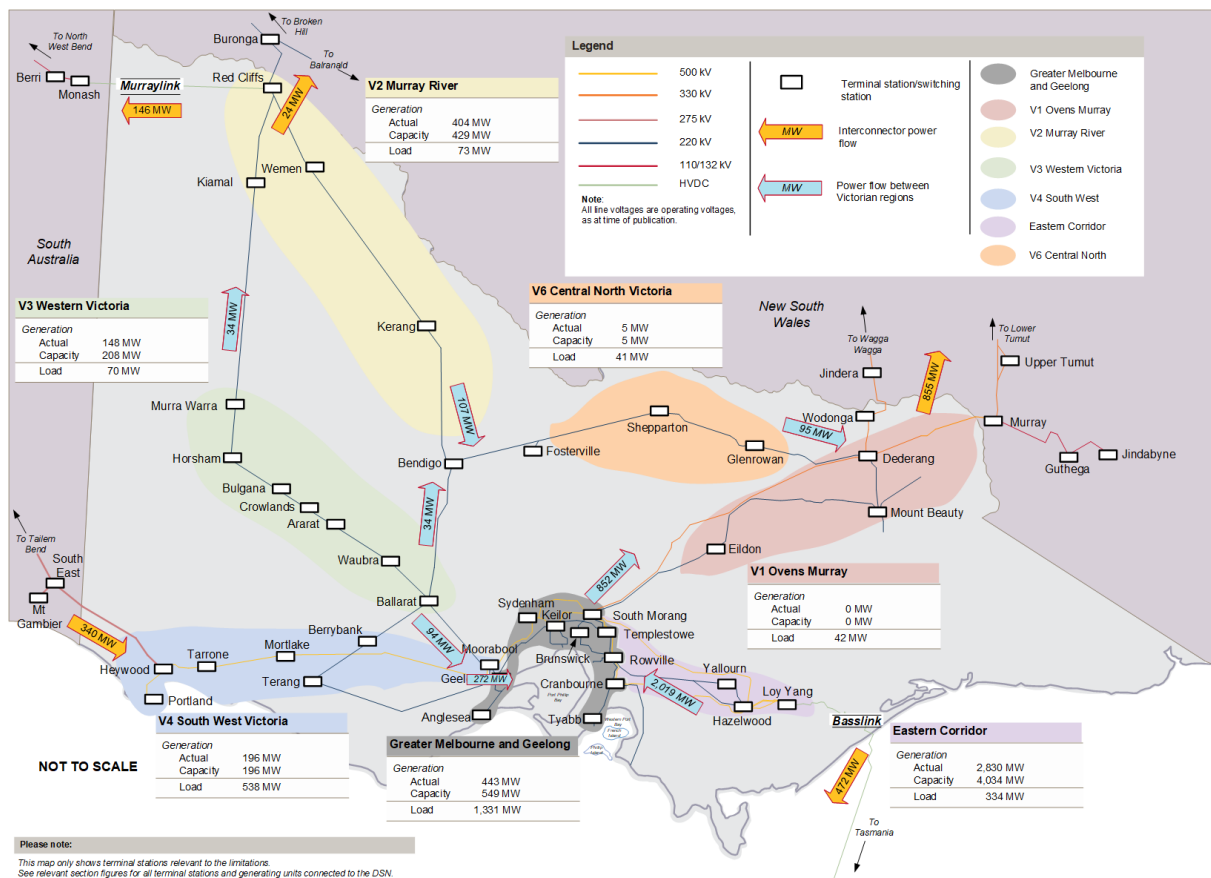 To North
West Bend
To Broken
Hill
Buronga
To
Balranald
Berri
Monash
Murraylink
146 MW
Red Cliffs
24 MW
V2 Murray River
Generation
Actual 404 MW
Capacity 429 MW
Load 73 MW
Wemen
Kiamal
South
Australia
Legend
500 kV
330 kV
275 kV
220 kV
110/132 kV
HVDC
Note:
All line voltages are operating voltages,
as at time of publication.
Terminal station/switching
station
MW
Interconnector power
flow
MW
Power flow between
Victorian regions
Greater Melbourne
and Geelong
V1 Ovens Murray
V2 Murray River
V3 Western Victoria
V4 South West
Eastern Corridor
V6 Central North
V3 Western Victoria
Generation
Actual 148 MW
Capacity 208 MW
Load 70 MW
34 MW
Kerang
V6 Central North Victoria
Generation
Actual 5 MW
Capacity 5 MW
Load 41 MW
New South
Wales
To Wagga
Wagga
To Lower
Tumut
Jindera
Upper Tumut
855 MW
Murra Warra
107 MW
Shepparton
Wodonga
95 MW
Murray
Horsham
Bendigo
Fosterville
Glenrowan
Dederang
Guthega
Jindabyne
Bulgana
Crowlands
Ararat
34 MW
Mount Beauty
To Tailem
Bend
South
East
Waubra
Eildon
852 MW
V1 Ovens Murray
Generation
Actual 0 MW
Capacity 0 MW
Load 42 MW
Mt
Gambier
340 MW
Ballarat
Sydenham
Keilor
South Morang
Templestowe
Berrybank
94 MW
Mortlake
Tarrone
Heywood
Moorabool
Brunswick
Rowville
Yallourn
Terang
Geel
272 MW
Cranbourne
2,019 MW
Loy Yang
Portland
Port Phillip
Bay
Hazelwood
Anglesea
Tyabb
Western Port
Bay
French
Island
Phillip
Island
Basslink
V4 South West Victoria
Generation
Actual 196 MW
Capacity 196 MW
Load 538 MW
NOT TO SCALE
Greater Melbourne and Geelong
Generation
Actual 443 MW
Capacity 549 MW
Load 1,331 MW
472 MW
Eastern Corridor
Generation
Actual 2,830 MW
Capacity 4,034 MW
Load 334 MW
To
Tasmania
Please note:
This map only shows terminal stations relevant to the limitations.
See relevant section figures for all terminal stations and generating units connected to the DSN.